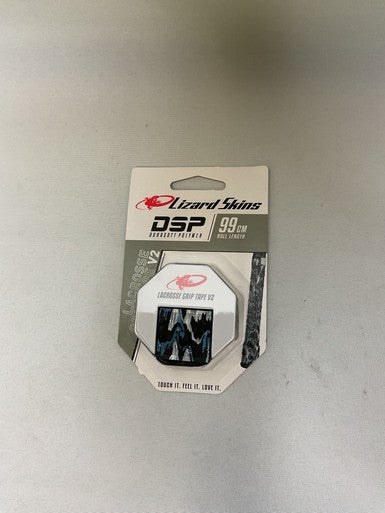 Lizard Skins
DSP
DURASOFT POLYMER
99CM
ROLL LENGTH
LACROSSE
V2
LACROSSE GRIP TAPE V2
TOUCH IT. FEEL IT. LOVE IT.